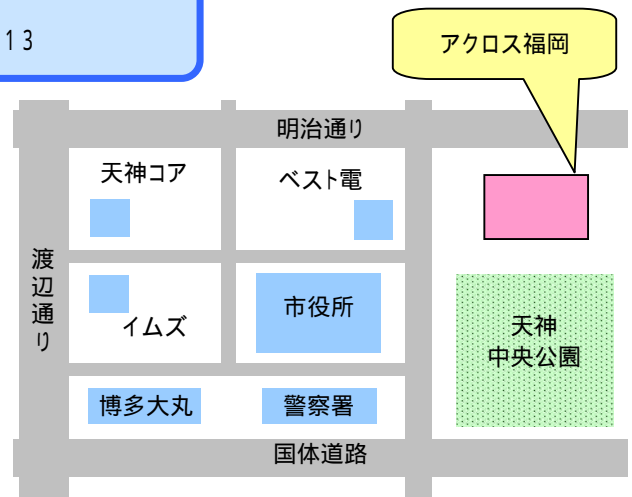 13
アクロス福岡
明治通り
天神コア
ベスト電
渡辺通り
イムズ
市役所
天神
中央公園
博多大丸
警察署
国体道路